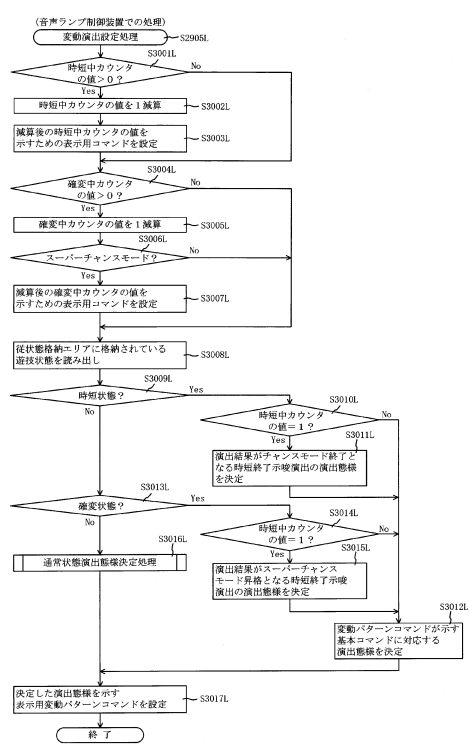 (音声ランプ制御装置での処理)
変動演出設定処理
S2905L
S3001L
時短中カウンタ
の値>0?
No
Yes
時短中カウンタの値を1減算
S3002L
減算後の時短中カウンタの値を
示すための表示用コマンドを設定
S3003L
S3004L
確変中カウンタ
の値>0?
No
Yes
確変中カウンタの値を1減算
S3005L
S3006L
スーパーチャンスモード?
No
Yes
減算後の確変中カウンタの値を
示すための表示用コマンドを設定
S3007L
従状態格納エリアに格納されている
遊技状態を読み出し
S3008L
S3009L
時短状態?
Yes
No
S3010L
時短中カウンタ
の値=1?
No
Yes
S3011L
演出結果がチャンスモード終了と
なる時短終了示唆演出の演出態様
を決定
S3013L
確変状態?
Yes
No
S3014L
時短中カウンタ
の値=1?
No
Yes
S3015L
演出結果がスーパーチャンス
モード昇格となる時短終了示唆
演出の演出態様を決定
S3016L
通常状態演出態様決定処理
S3012L
変動パターンコマンドが示す
基本コマンドに対応する
演出態様を決定
決定した演出態様を示す
表示用変動パターンコマンドを設定
S3017L
終了